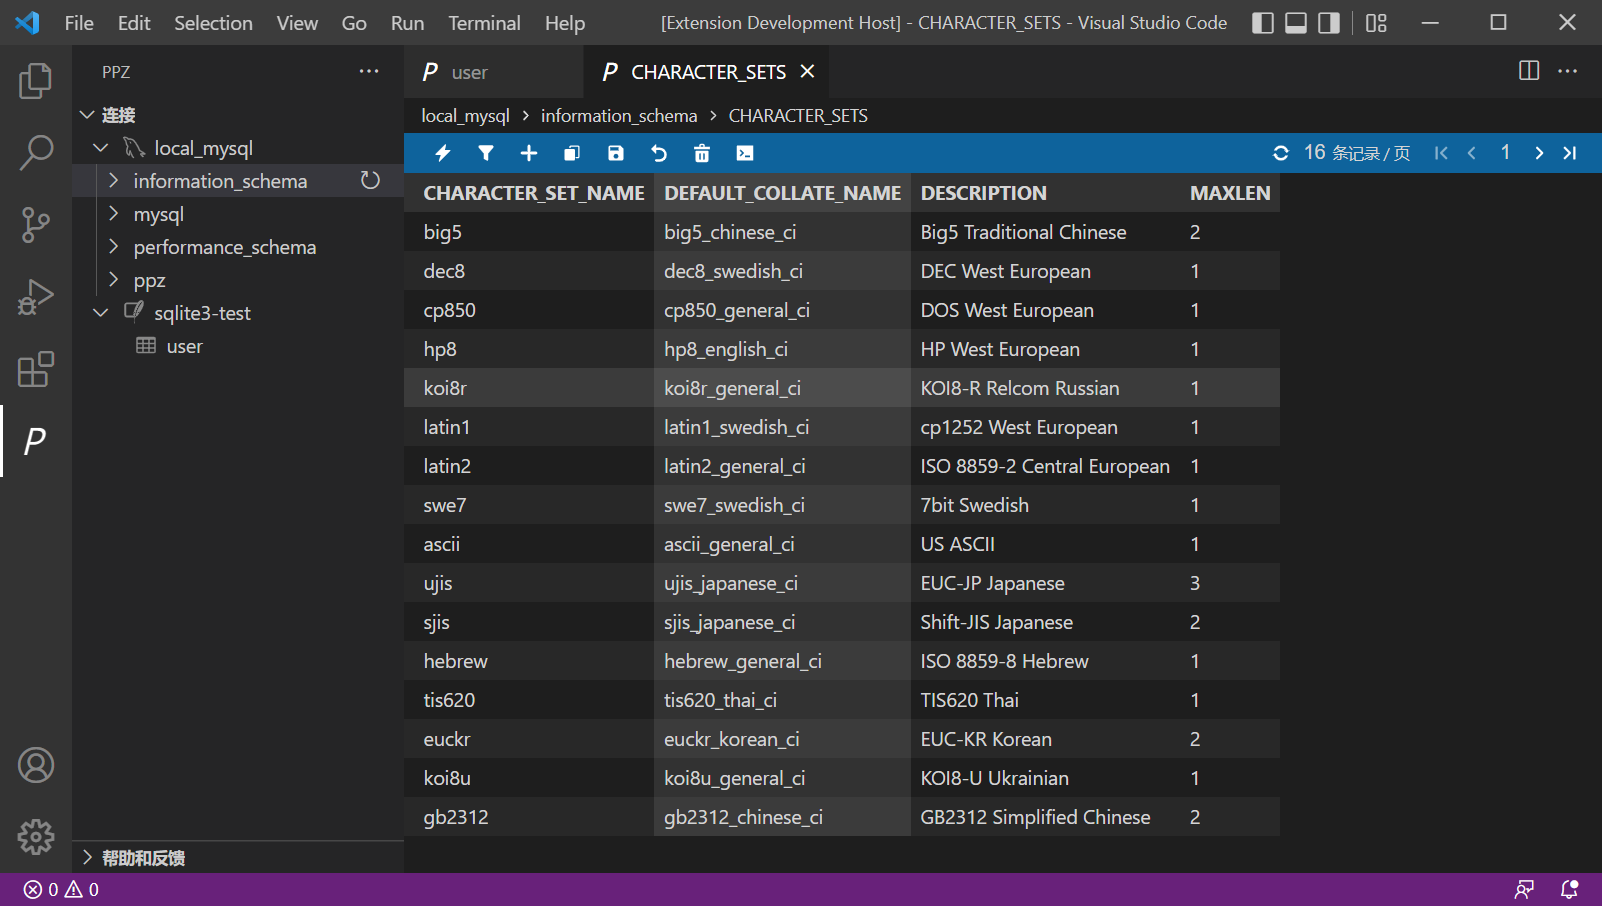 File Edit Selection View Go Run Terminal Help [Extension Development Host] - CHARACTER_SETS - Visual Studio Code
PPZ
连接
local_mysql
information_schema
mysql
performance_schema
ppz
sqlite3-test
user
帮助和反馈
P
P user P CHARACTER_SETS
local_mysql > information_schema > CHARACTER_SETS
16 条记录 / 页 1
CHARACTER_SET_NAME DEFAULT_COLLATE_NAME DESCRIPTION MAXLEN
big5 big5_chinese_ci Big5 Traditional Chinese 2
dec8 dec8_swedish_ci DEC West European 1
cp850 cp850_general_ci DOS West European 1
hp8 hp8_english_ci HP West European 1
koi8r koi8r_general_ci KOI8-R Relcom Russian 1
latin1 latin1_swedish_ci cp1252 West European 1
latin2 latin2_general_ci ISO 8859-2 Central European 1
swe7 swe7_swedish_ci 7bit Swedish 1
ascii ascii_general_ci US ASCII 1
ujis ujis_japanese_ci EUC-JP Japanese 3
sjis sjis_japanese_ci Shift-JIS Japanese 2
hebrew hebrew_general_ci ISO 8859-8 Hebrew 1
tis620 tis620_thai_ci TIS620 Thai 1
euckr euckr_korean_ci EUC-KR Korean 2
koi8u koi8u_general_ci KOI8-U Ukrainian 1
gb2312 gb2312_chinese_ci GB2312 Simplified Chinese 2
0 0